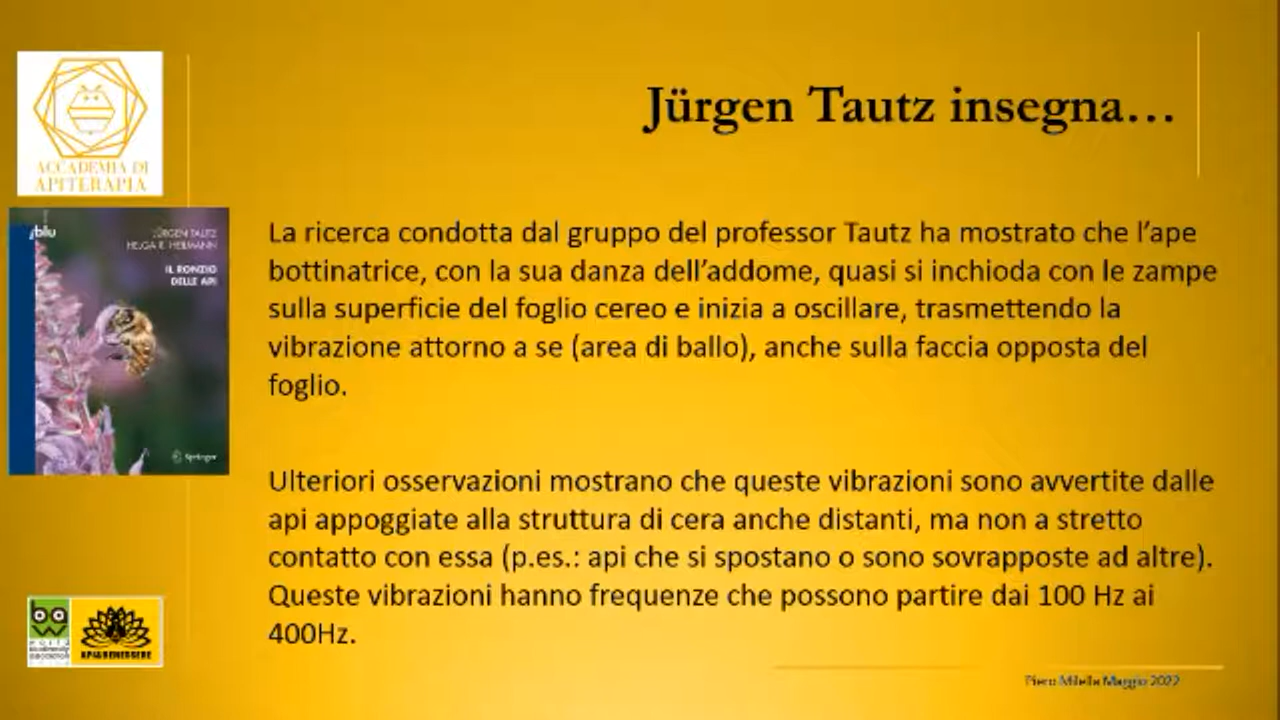 Jürgen Tautz insegna…
ACCADEMIA DI
APITERAPIA
blu
JÜRGEN TAUTZ
HELGA R. HEILMANN
IL RONZIO
DELLE API
Springer
La ricerca condotta dal gruppo del professor Tautz ha mostrato che l’ape
bottinatrice, con la sua danza dell’addome, quasi si inchioda con le zampe
sulla superficie del foglio cereo e inizia a oscillare, trasmettendo la
vibrazione attorno a se (area di ballo), anche sulla faccia opposta del
foglio.
Ulteriori osservazioni mostrano che queste vibrazioni sono avvertite dalle
api appoggiate alla struttura di cera anche distanti, ma non a stretto
contatto con essa (p.es.: api che si spostano o sono sovrapposte ad altre).
Queste vibrazioni hanno frequenze che possono partire dai 100 Hz ai
400Hz.
Piero Milella Maggio 2022